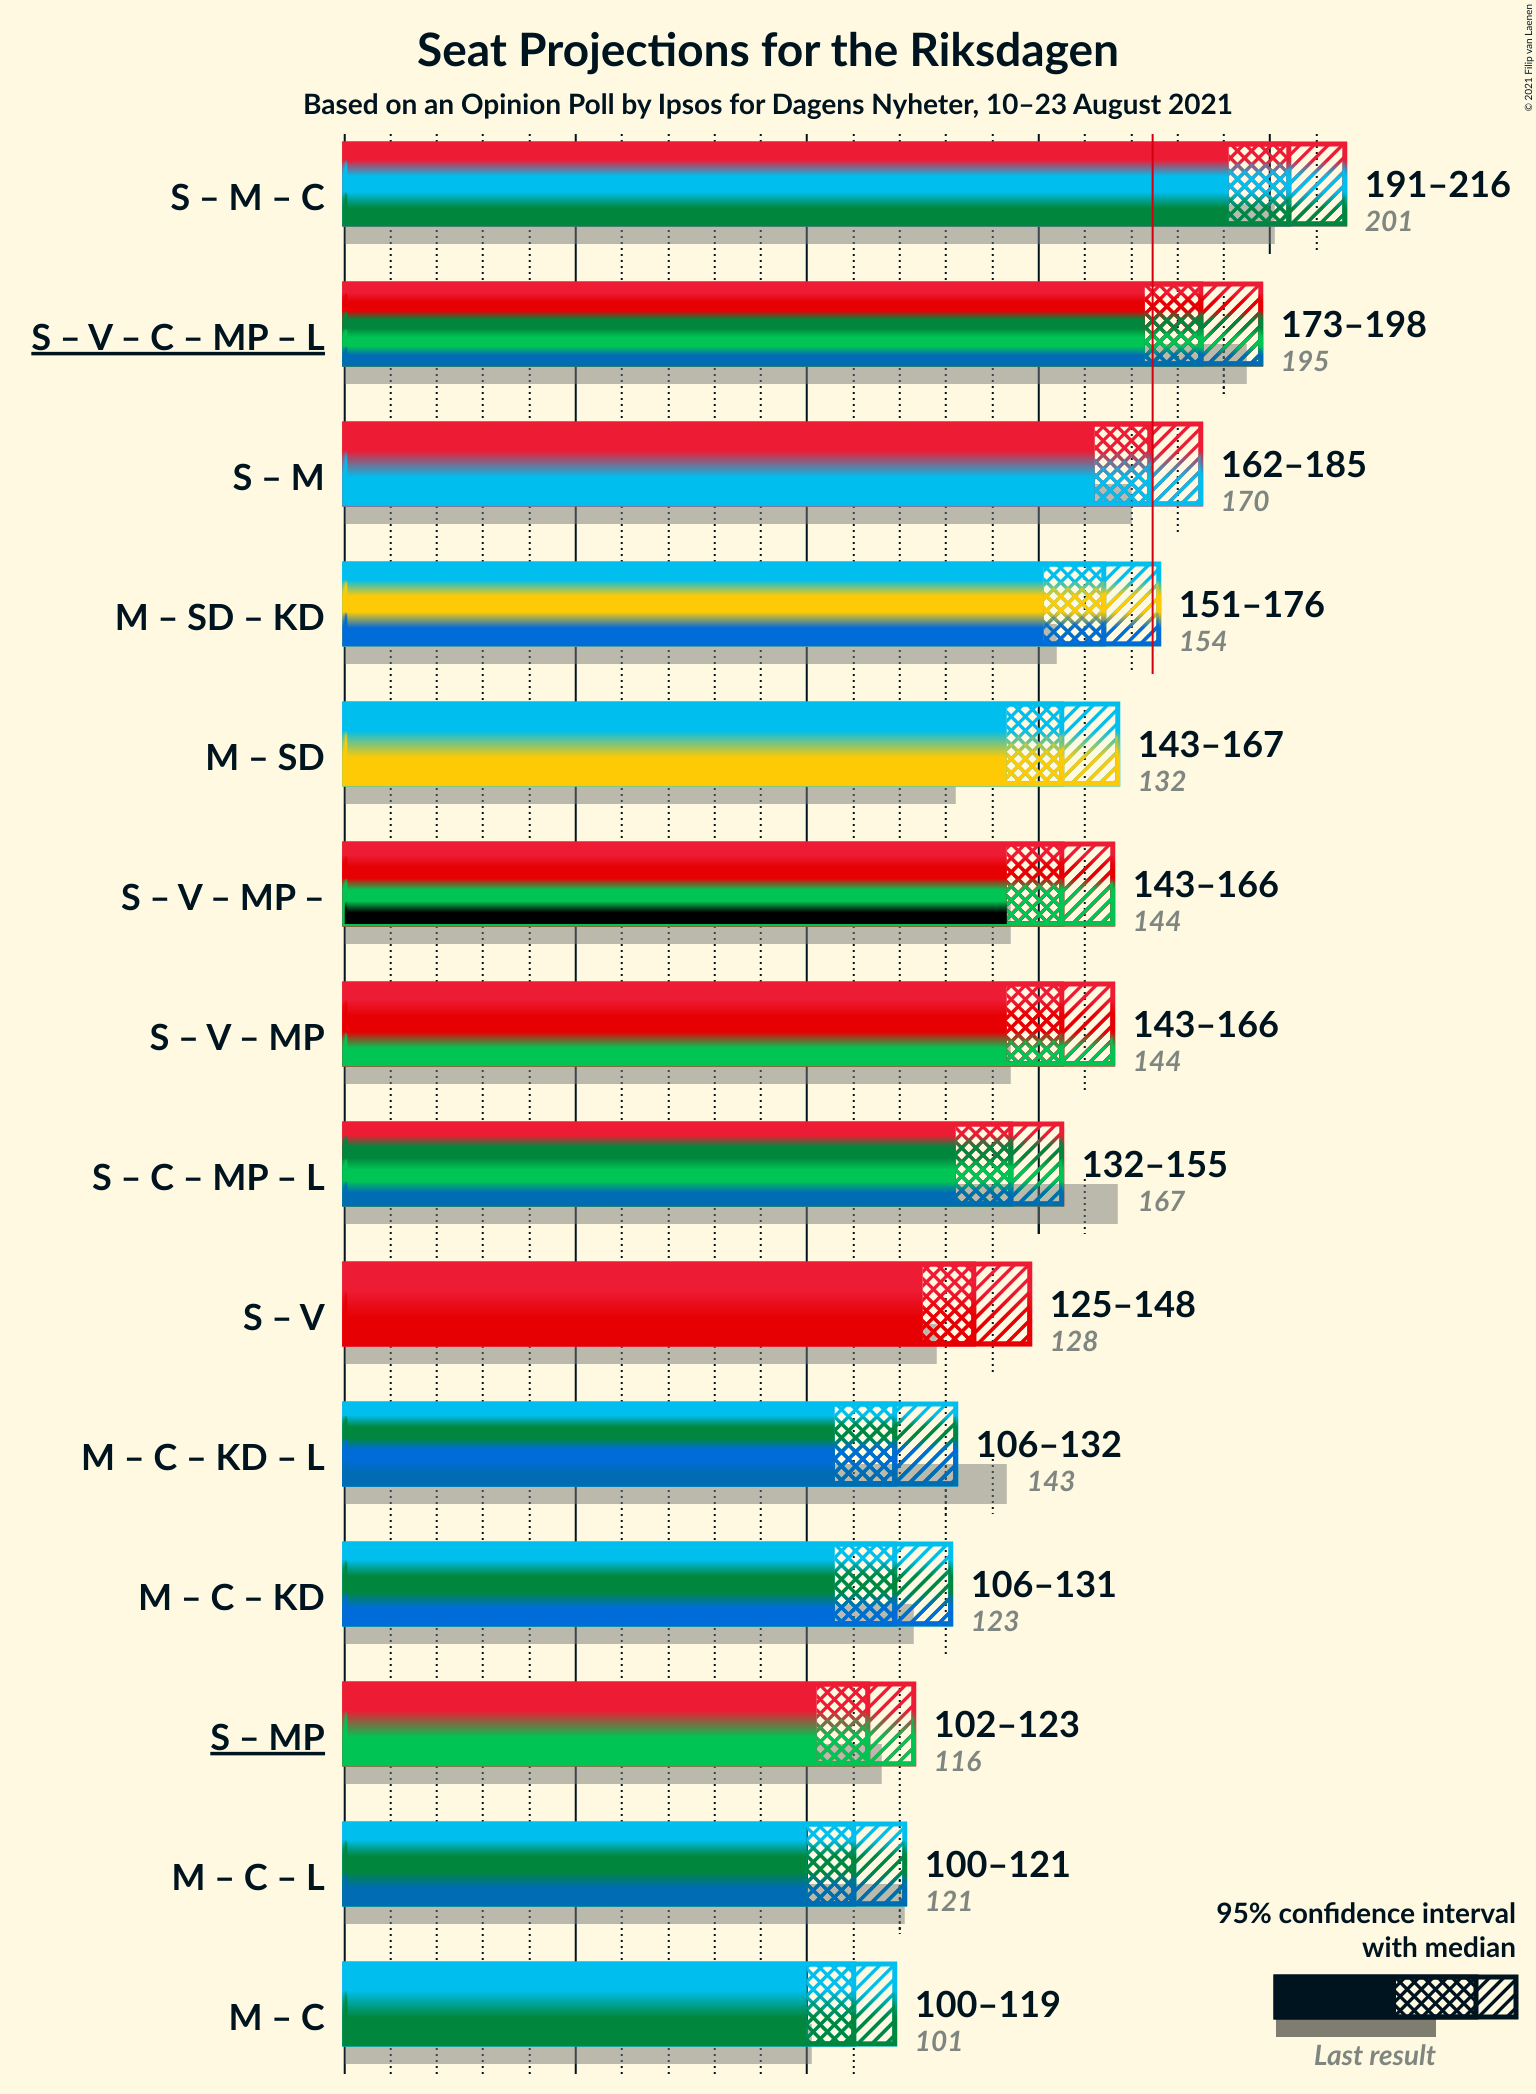 Seat Projections for the Riksdagen
Based on an Opinion Poll by Ipsos for Dagens Nyheter, 10–23 August 2021
© 2021 Filip van Laenen
S – M – C
191–216
201
S – V – C – MP – L
173–198
195
S – M
162–185
170
M – SD – KD
151–176
154
M – SD
143–167
132
S – V – MP –
143–166
144
S – V – MP
143–166
144
S – C – MP – L
132–155
167
S – V
125–148
128
M – C – KD – L
106–132
143
M – C – KD
106–131
123
S – MP
102–123
116
M – C – L
100–121
121
M – C
100–119
101
95% confidence interval
with median
Last result